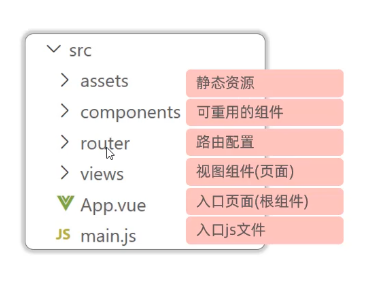 src
assets 静态资源
components 可重用的组件
router 路由配置
views 视图组件(页面)
App.vue 入口页面(根组件)
JS main.js 入口js文件